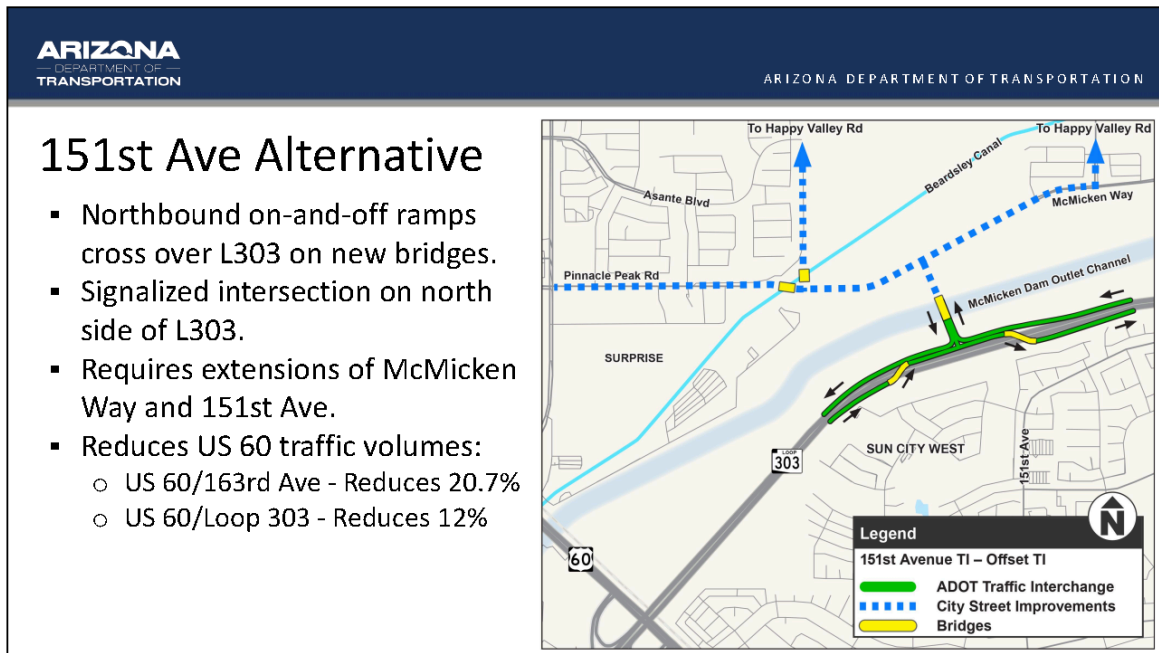 ARIZONA
DEPARTMENT OF
TRANSPORTATION
ARIZONA DEPARTMENT OF TRANSPORTATION
151st Ave Alternative
▪ Northbound on-and-off ramps
cross over L303 on new bridges.
▪ Signalized intersection on north
side of L303.
▪ Requires extensions of McMicken
Way and 151st Ave.
▪ Reduces US 60 traffic volumes:
o US 60/163rd Ave - Reduces 20.7%
o US 60/Loop 303 - Reduces 12%
To Happy Valley Rd
To Happy Valley Rd
Beardsley Canal
Asante Blvd
McMicken Way
Pinnacle Peak Rd
McMicken Dam Outlet Channel
SURPRISE
SUN CITY WEST
151st Ave
LOOP
303
60
N
Legend
151st Avenue TI – Offset TI
ADOT Traffic Interchange
City Street Improvements
Bridges